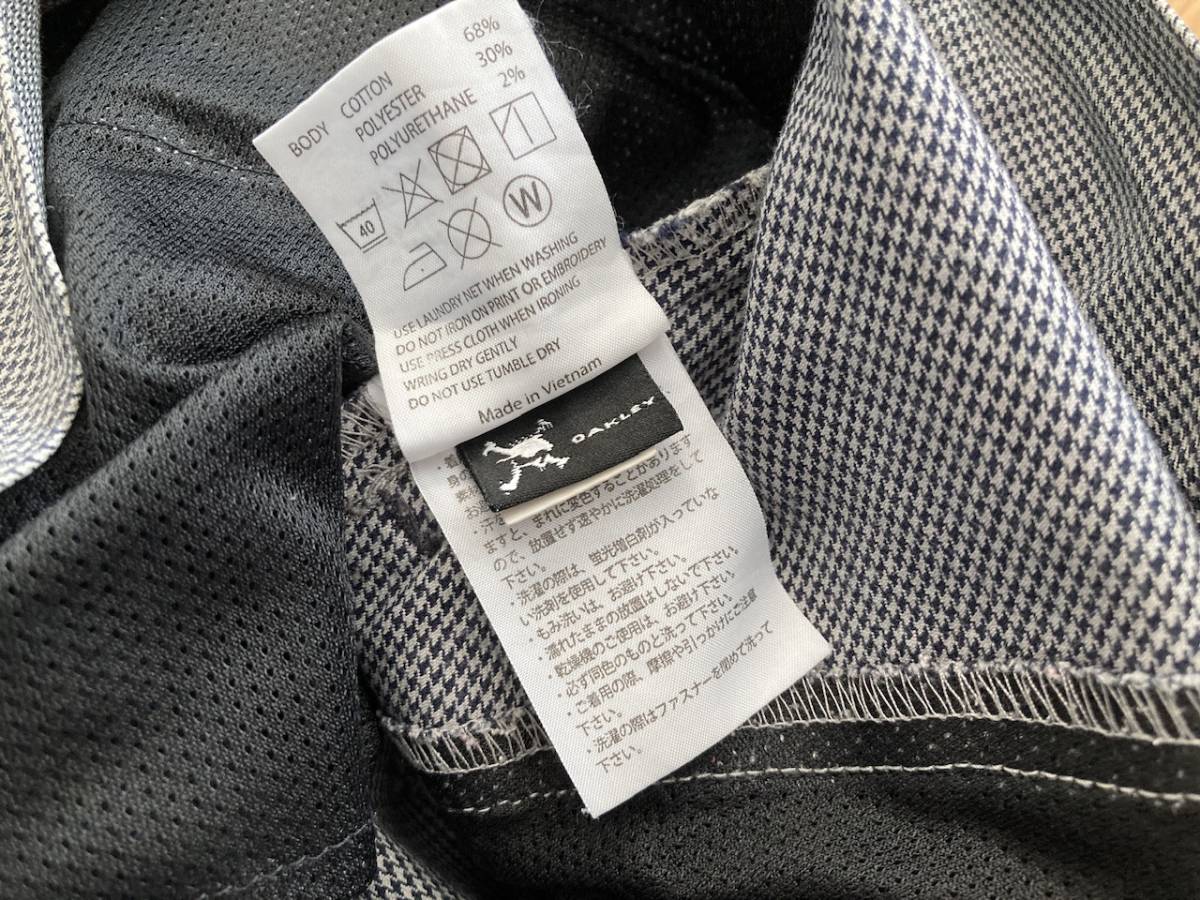 68%
30%
2%
BODY COTTON
POLYESTER
POLYURETHANE
40
W
USE LAUNDRY NET WHEN WASHING
DO NOT IRON ON PRINT OR EMBROIDERY
USE PRESS CLOTH WHEN IRONING
WRING DRY GENTLY
DO NOT USE TUMBLE DRY
Made in Vietnam
OAKLEY
ますと、まれに変色することがあります
ので、放置せず速やかに洗濯処理をして
下さい。
・洗濯の際は、蛍光増白剤が入っていな
い洗剤を使用して下さい。
・もみ洗いは、お避け下さい。
・濡れたままの放置はしないで下さい。
・乾燥機のご使用は、お避け下さい。
・必ず同色のものと洗って下さい。
・ご着用の際、摩擦や引っかけにご注意
下さい。
・洗濯の際はファスナーを閉めて洗って
下さい。